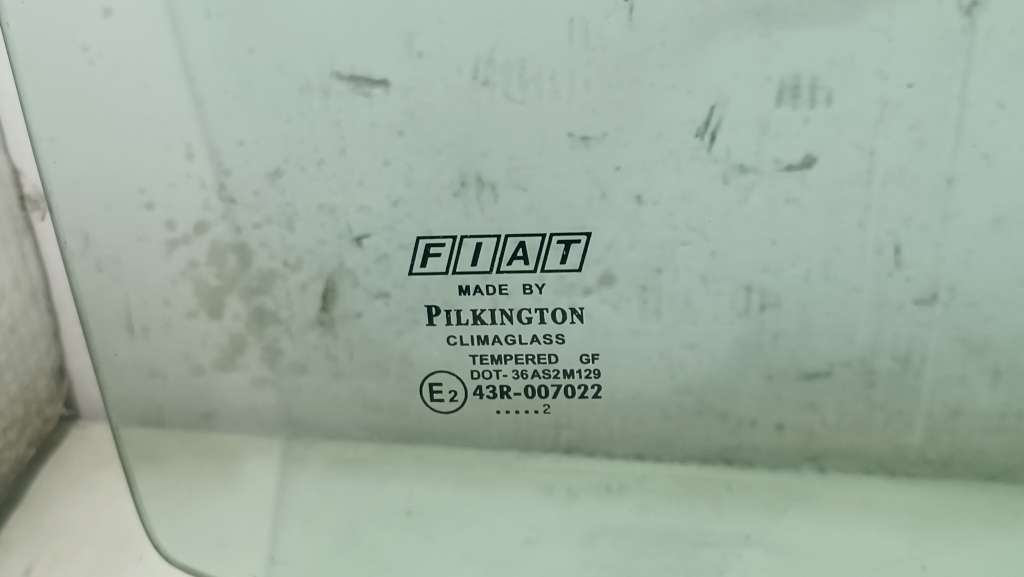 FIAT
MADE BY
PILKINGTON
CLIMAGLASS
TEMPERED GF
DOT-36AS2M129
E2 43R-007022
.....2